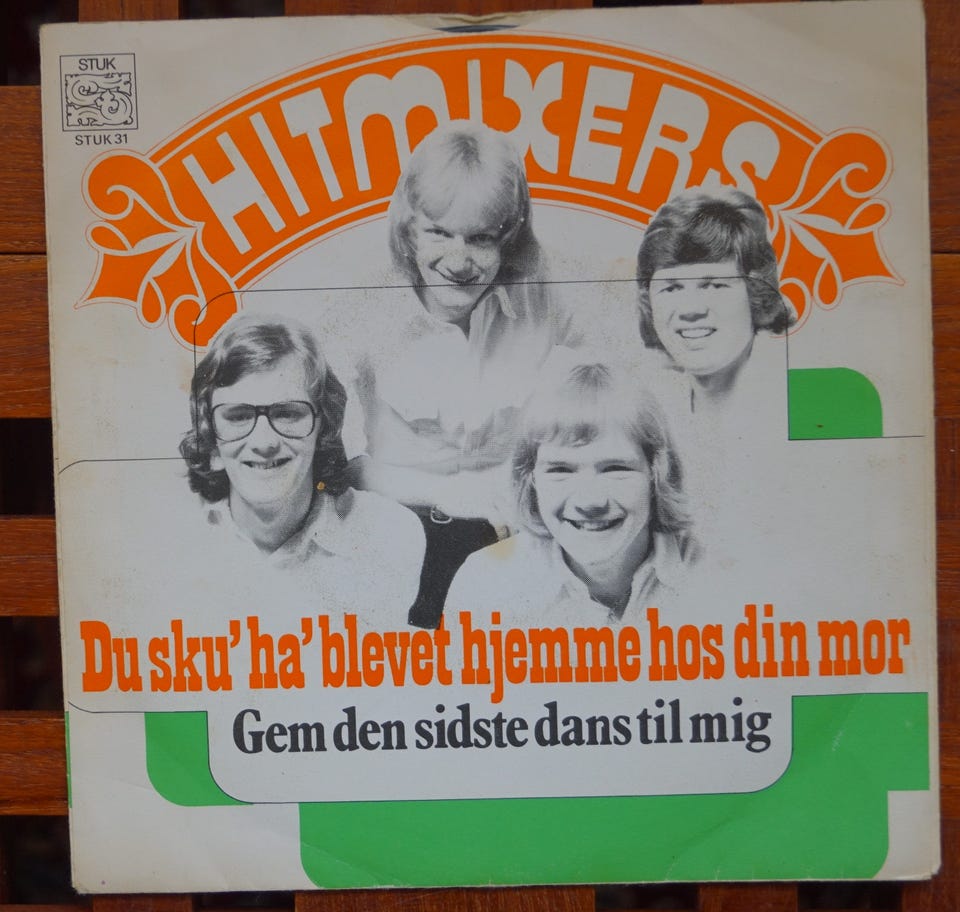 STUK
STUK 31
HITMIXERS
Du sku' ha' blevet hjemme hos din mor
Gem den sidste dans til mig